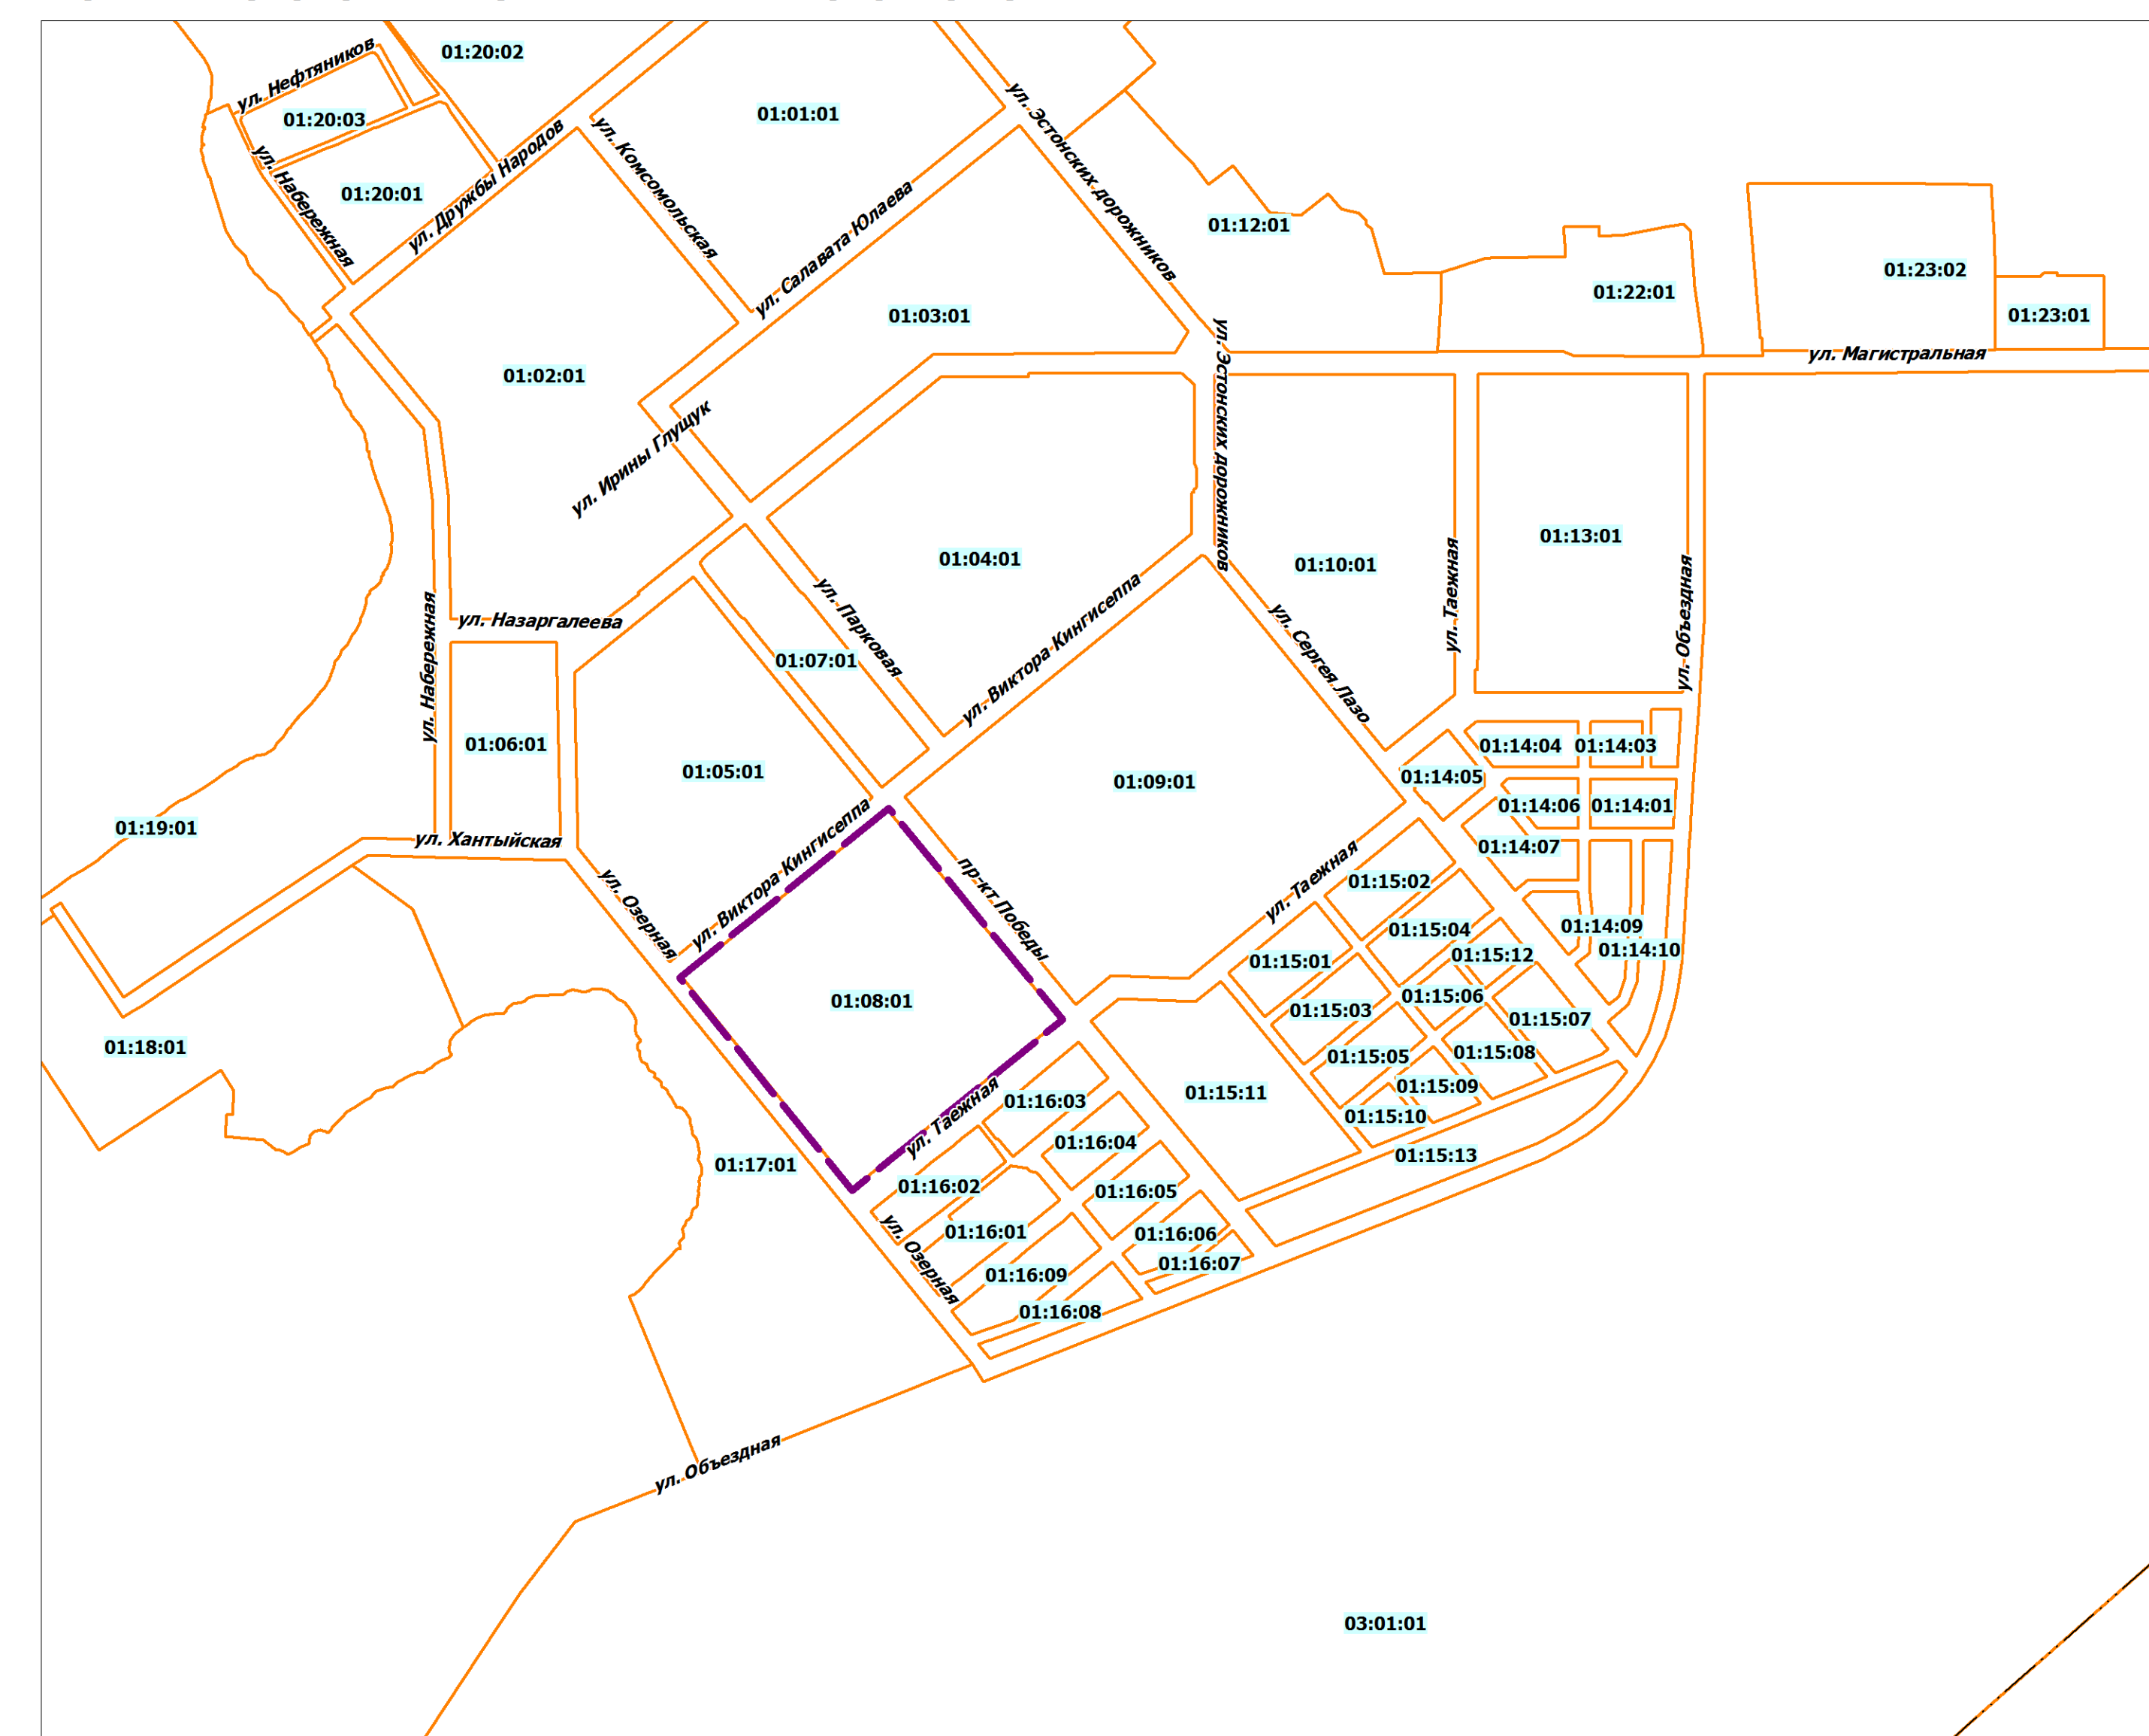 ул. Нефтяников
01:20:02
01:20:03
01:01:01
ул. Эстонских дорожников
ул. Комсомольская
ул. Дружбы Народов
ул. Набережная
01:20:01
ул. Салавата Юлаева
01:12:01
01:23:02
01:22:01
01:03:01
01:23:01
ул. Магистральная
ул. Эстонских дорожников
01:02:01
ул. Ирины Глущук
01:13:01
01:04:01
01:10:01
ул. Таежная
ул. Объездная
ул. Набережная
ул. Назаргалеева
ул. Парковая
ул. Виктора Кингисеппа
ул. Сергея Лазо
01:07:01
01:06:01
01:05:01
01:09:01
01:14:04
01:14:03
01:14:05
01:14:06
01:14:01
01:14:07
01:19:01
ул. Хантыйская
ул. Виктора Кингисеппа
ул. Озерная
пр-кт Победы
ул. Таежная
01:15:02
01:15:04
01:14:09
01:14:10
01:15:12
01:15:01
01:15:06
01:08:01
01:15:03
01:15:07
01:18:01
01:15:05
01:15:08
01:15:09
01:15:11
01:16:03
ул. Таежная
01:15:10
01:16:04
01:15:13
01:17:01
01:16:02
01:16:05
01:16:01
01:16:06
ул. Озерная
01:16:07
01:16:09
01:16:08
ул. Объездная
03:01:01